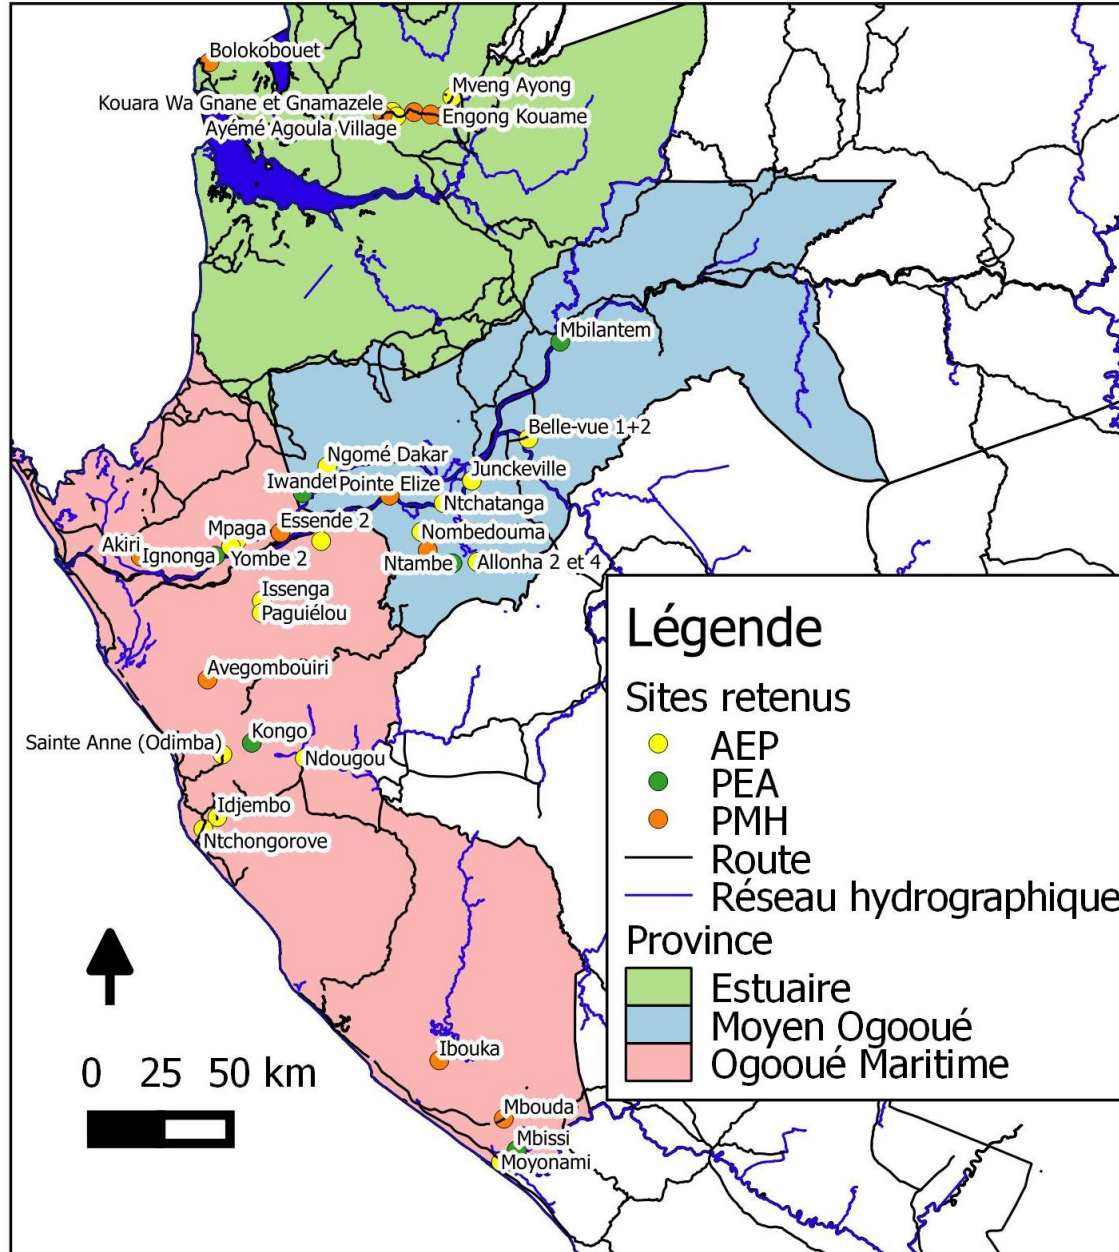 Bolokobouet
Mveng Ayong
Kouara Wa Gnane et Gnamazele
Engong Kouame
Ayémé Agoula Village
Mbilantem
Belle-vue 1+2
Ngomé Dakar
Junckeville
Iwandet
Pointe Elize
Ntchatanga
Mpaga
Essende 2
Nombedouma
Akiri
Ignonga
Yombe 2
Ntambe
Allonha 2 et 4
Issenga
Paguiélou
Avegombouiri
Kongo
Sainte Anne (Odimba)
Ndougou
Idjembo
Ntchongorove
Ibouka
Mbouda
Mbissi
Moyonami
Légende
Sites retenus
AEP
PEA
PMH
Route
Réseau hydrographique
Province
Estuaire
Moyen Ogooué
Ogooué Maritime
0 25 50 km